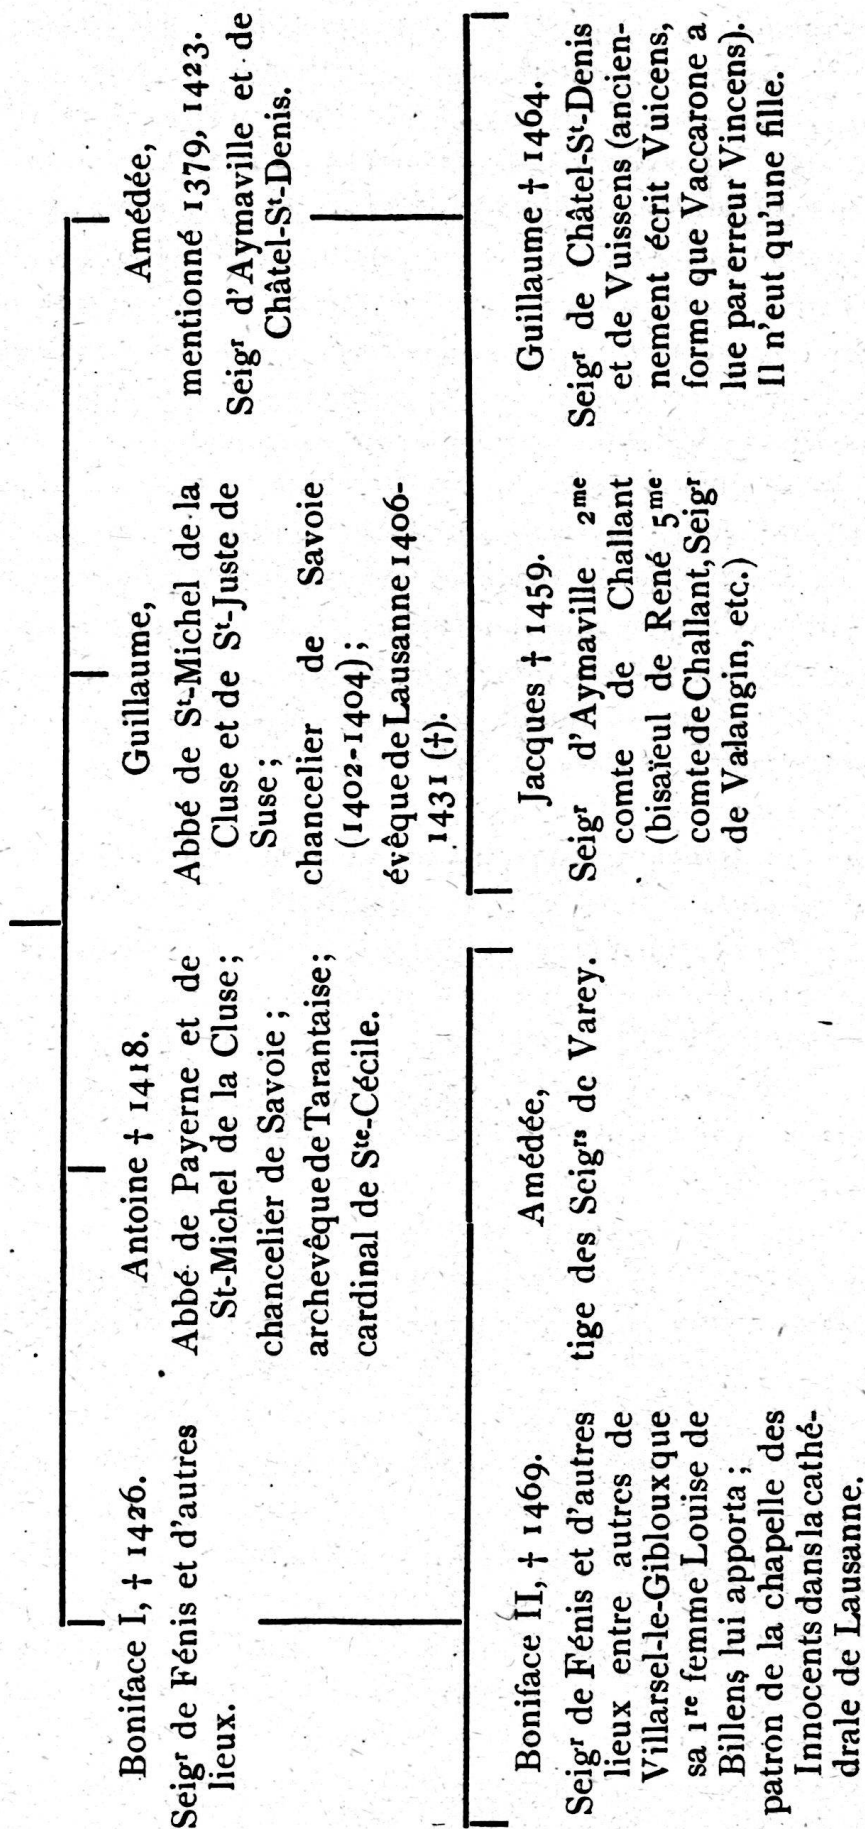 Boniface I, † 1426.
Seigʳ de Fénis et d'autres
lieux.
Antoine † 1418.
Abbé de Payerne et de
St-Michel de la Cluse;
chancelier de Savoie;
archevêque de Tarantaise;
cardinal de Sᵗᵉ-Cécile.
Guillaume,
Abbé de Sᵗ-Michel de la
Cluse et de Sᵗ-Juste de
Suse;
chancelier de Savoie
(1402-1404);
évêque de Lausanne 1406-
1431 (†).
Amédée,
mentionné 1379, 1423.
Seigʳ d'Aymaville et de
Châtel-Sᵗ-Denis.
Boniface II, † 1469.
Seigʳ de Fénis et d'autres
lieux entre autres de
Villarsel-le-Gibloux que
sa 1ʳᵉ femme Louise de
Billens lui apporta;
patron de la chapelle des
Innocents dans la cathé-
drale de Lausanne.
Amédée,
tige des Seigʳˢ de Varey.
Jacques † 1459.
Seigʳ d'Aymaville 2ᵐᵉ
comte de Challant
(bisaïeul de René 5ᵐᵉ
comte de Challant, Seigʳ
de Valangin, etc.)
Guillaume † 1464.
Seigʳ de Châtel-Sᵗ-Denis
et de Vuissens (ancien-
nement écrit Vuicens,
forme que Vaccarone a
lue par erreur Vincens).
Il n'eut qu'une fille.